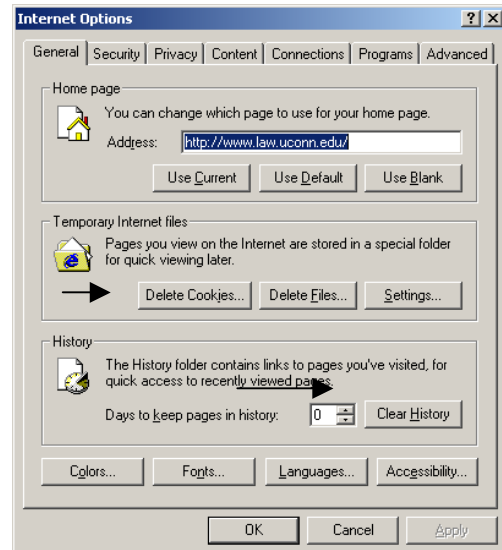 Internet Options
General Security Privacy Content Connections Programs Advanced
Home page
You can change which page to use for your home page.
Address: http://www.law.uconn.edu/
Use Current Use Default Use Blank
Temporary Internet files
Pages you view on the Internet are stored in a special folder
for quick viewing later.
Delete Cookies... Delete Files... Settings...
History
The History folder contains links to pages you've visited, for
quick access to recently viewed pages.
Days to keep pages in history: 0 Clear History
Colors... Fonts... Languages... Accessibility...
OK Cancel Apply